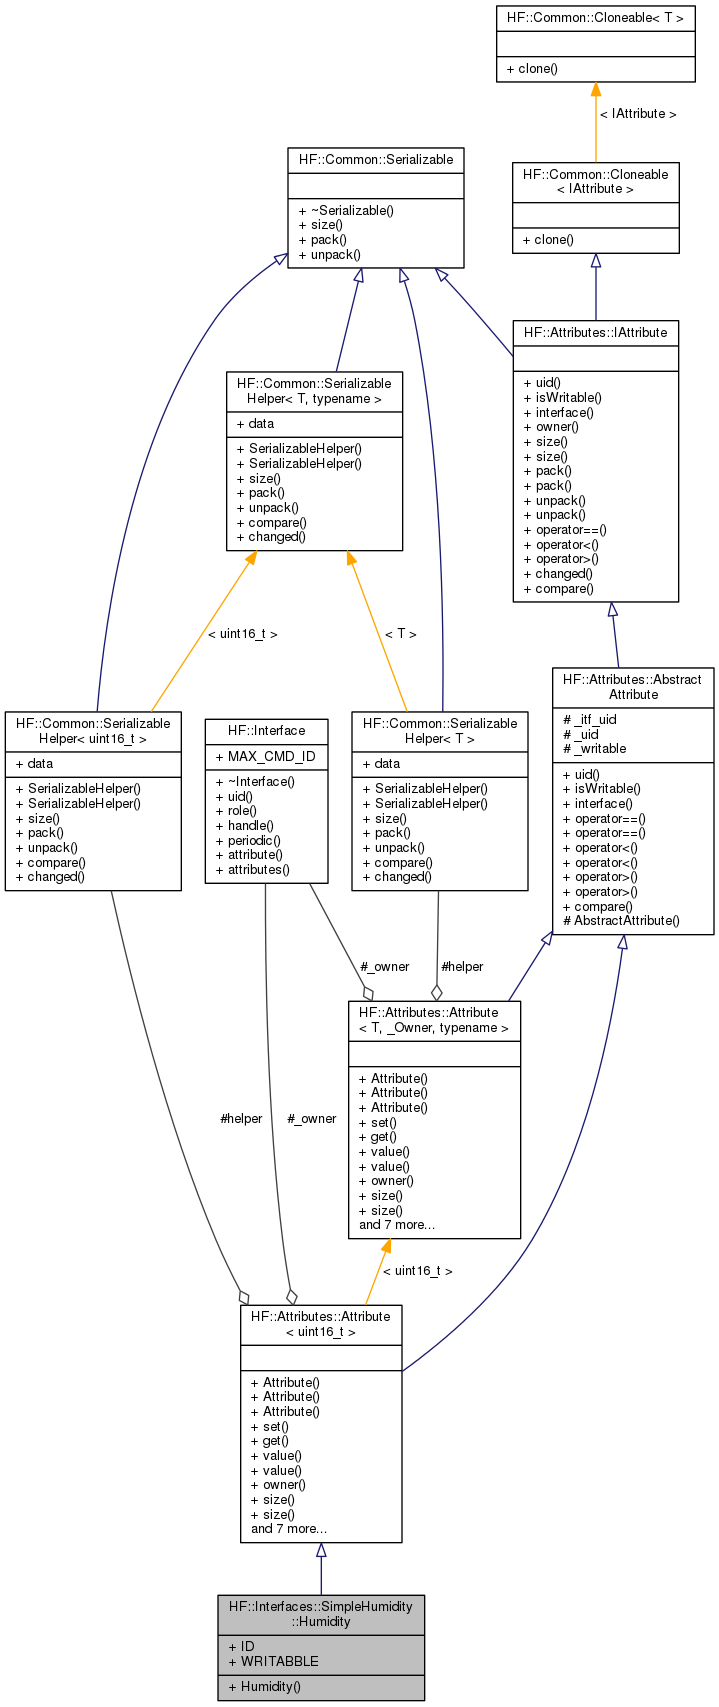 HF::Common::Cloneable< T >
+ clone()
< IAttribute >
HF::Common::Serializable
+ ~Serializable()
+ size()
+ pack()
+ unpack()
HF::Common::Cloneable
< IAttribute >
+ clone()
HF::Attributes::IAttribute
+ uid()
+ isWritable()
+ interface()
+ owner()
+ size()
+ size()
+ pack()
+ pack()
+ unpack()
+ unpack()
+ operator==()
+ operator<()
+ operator>()
+ changed()
+ compare()
HF::Common::Serializable
Helper< T, typename >
+ data
+ SerializableHelper()
+ SerializableHelper()
+ size()
+ pack()
+ unpack()
+ compare()
+ changed()
< uint16_t >
< T >
HF::Attributes::Abstract
Attribute
# _itf_uid
# _uid
# _writable
+ uid()
+ isWritable()
+ interface()
+ operator==()
+ operator==()
+ operator<()
+ operator<()
+ operator>()
+ operator>()
+ compare()
# AbstractAttribute()
HF::Common::Serializable
Helper< uint16_t >
+ data
+ SerializableHelper()
+ SerializableHelper()
+ size()
+ pack()
+ unpack()
+ compare()
+ changed()
HF::Interface
+ MAX_CMD_ID
+ ~Interface()
+ uid()
+ role()
+ handle()
+ periodic()
+ attribute()
+ attributes()
HF::Common::Serializable
Helper< T >
+ data
+ SerializableHelper()
+ SerializableHelper()
+ size()
+ pack()
+ unpack()
+ compare()
+ changed()
#_owner
#helper
HF::Attributes::Attribute
< T, _Owner, typename >
+ Attribute()
+ Attribute()
+ Attribute()
+ set()
+ get()
+ value()
+ value()
+ owner()
+ size()
+ size()
and 7 more...
#helper
#_owner
< uint16_t >
HF::Attributes::Attribute
< uint16_t >
+ Attribute()
+ Attribute()
+ Attribute()
+ set()
+ get()
+ value()
+ value()
+ owner()
+ size()
+ size()
and 7 more...
HF::Interfaces::SimpleHumidity
::Humidity
+ ID
+ WRITABBLE
+ Humidity()